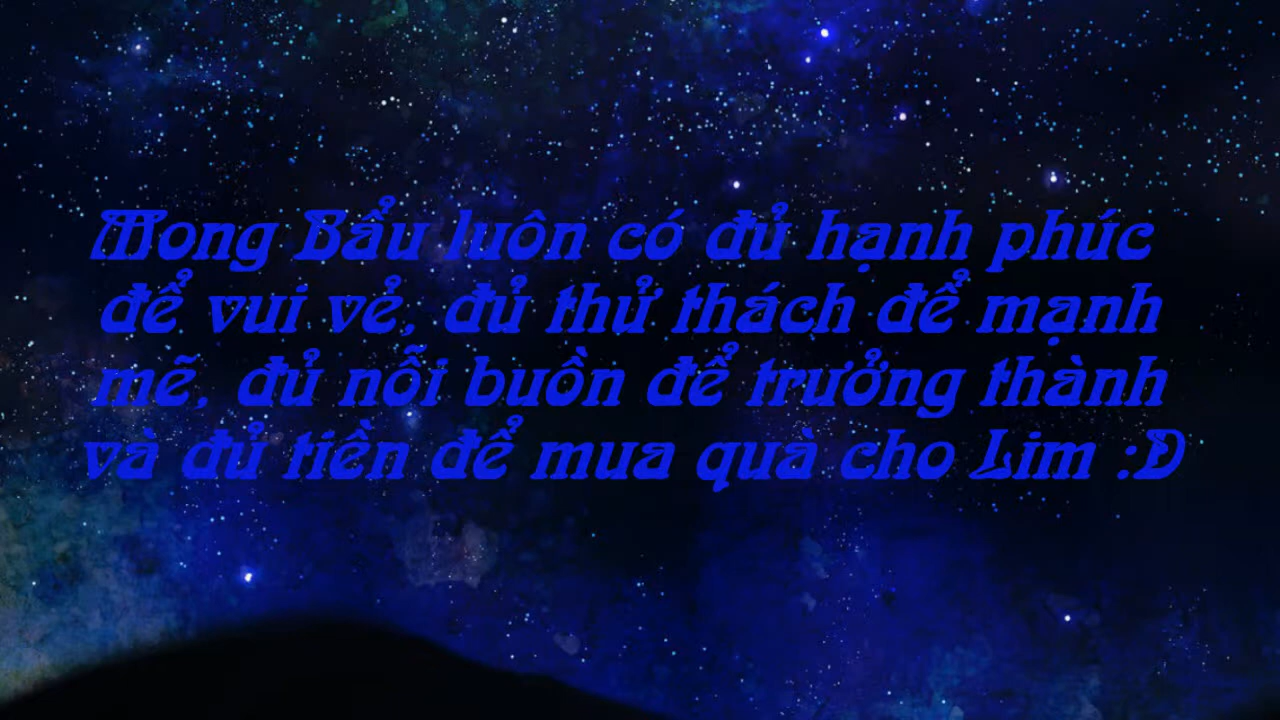 Mong Bẩu luôn có đủ hạnh phúc
để vui vẻ, đủ thử thách để mạnh
mẽ, đủ nỗi buồn để trưởng thành
và đủ tiền để mua quà cho Lim :D